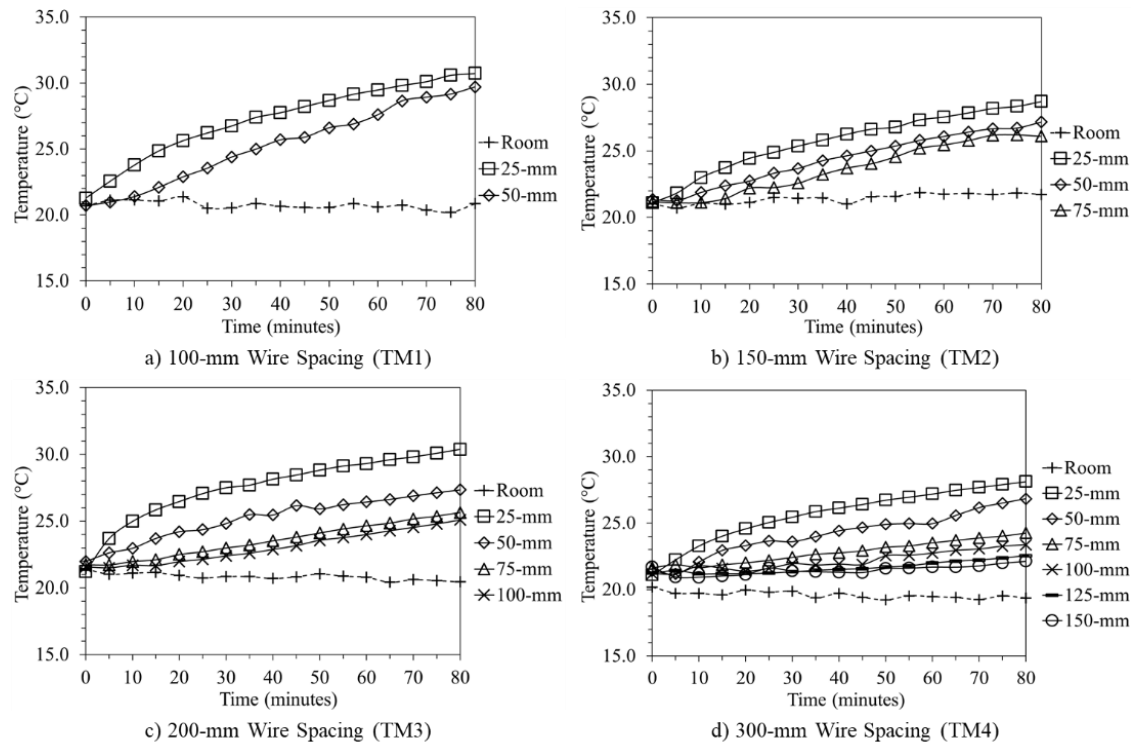 Temperature (°C)
35.0
30.0
25.0
20.0
15.0
0 10 20 30 40 50 60 70 80
Time (minutes)
Room
25-mm
50-mm
a) 100-mm Wire Spacing (TM1)
Temperature (°C)
35.0
30.0
25.0
20.0
15.0
0 10 20 30 40 50 60 70 80
Time (minutes)
Room
25-mm
50-mm
75-mm
b) 150-mm Wire Spacing (TM2)
Temperature (°C)
35.0
30.0
25.0
20.0
15.0
0 10 20 30 40 50 60 70 80
Time (minutes)
Room
25-mm
50-mm
75-mm
100-mm
c) 200-mm Wire Spacing (TM3)
Temperature (°C)
35.0
30.0
25.0
20.0
15.0
0 10 20 30 40 50 60 70 80
Time (minutes)
Room
25-mm
50-mm
75-mm
100-mm
125-mm
150-mm
d) 300-mm Wire Spacing (TM4)